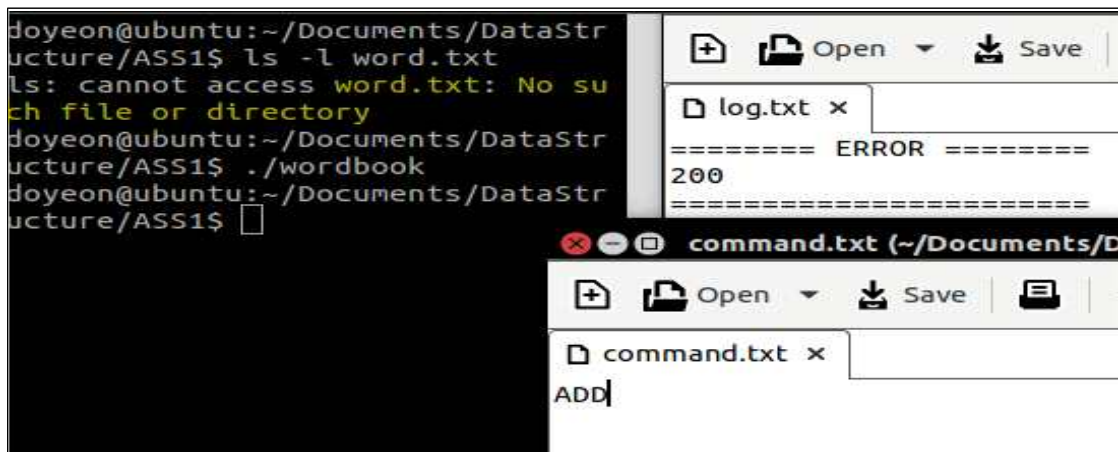 doyeon@ubuntu:~/Documents/DataStr
ucture/ASS1$ ls -l word.txt
ls: cannot access word.txt: No su
ch file or directory
doyeon@ubuntu:~/Documents/DataStr
ucture/ASS1$ ./wordbook
doyeon@ubuntu:~/Documents/DataStr
ucture/ASS1$
Open Save
log.txt ×
======== ERROR ========
200
=======================
command.txt (~/Documents/D
Open Save
command.txt ×
ADD